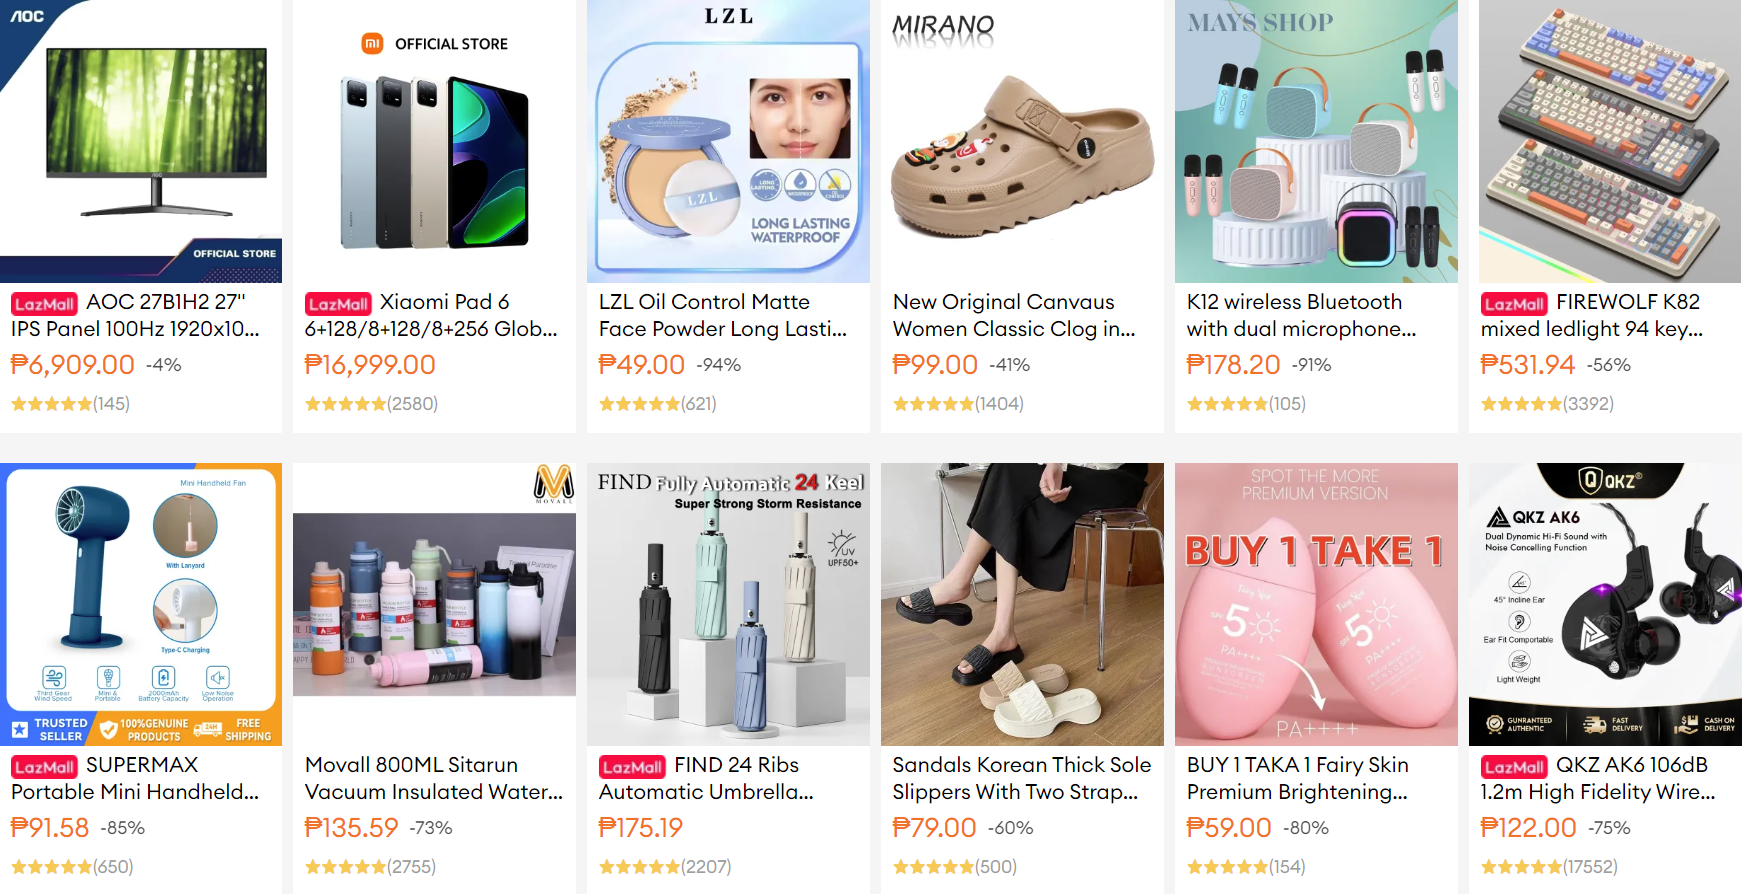 AOC
OFFICIAL STORE
LazMall AOC 27B1H2 27"
IPS Panel 100Hz 1920x10...
₱6,909.00 -4%
(145)
mi OFFICIAL STORE
LazMall Xiaomi Pad 6
6+128/8+128/8+256 Glob...
₱16,999.00
(2580)
LZL
LZL
LONG LASTING
WATERPROOF
LZL Oil Control Matte
Face Powder Long Lasti...
₱49.00 -94%
(621)
MIRANO
New Original Canvaus
Women Classic Clog in...
₱99.00 -41%
(1404)
MAYS SHOP
K12 wireless Bluetooth
with dual microphone...
₱178.20 -91%
(105)
LazMall FIREWOLF K82
mixed ledlight 94 key...
₱531.94 -56%
(3392)
Mini Handheld Fan
With Lanyard
Type-C Charging
Third Gear
Wind Speed
Mini &
Portable
2000mAh
Battery Capacity
Low Noise
Operation
TRUSTED
SELLER
100%GENUINE
PRODUCTS
24H
FREE
SHIPPING
LazMall SUPERMAX
Portable Mini Handheld...
₱91.58 -85%
(650)
MOVALL
Movall 800ML Sitarun
Vacuum Insulated Water...
₱135.59 -73%
(2755)
FIND Fully Automatic 24 Keel
Super Strong Storm Resistance
UV
UPF50+
LazMall FIND 24 Ribs
Automatic Umbrella...
₱175.19
(2207)
Sandals Korean Thick Sole
Slippers With Two Strap...
₱79.00 -60%
(500)
SPOT THE MORE
PREMIUM VERSION
BUY 1 TAKE 1
Fairy Skin
SPF
5
PA++++
5
PA++++
PA++++
BUY 1 TAKA 1 Fairy Skin
Premium Brightening...
₱59.00 -80%
(154)
QKZ
QKZ AK6
Dual Dynamic Hi-Fi Sound with
Noise Cancelling Function
45° Incline Ear
Ear Fit Comportable
Light Weight
GUNRANTEED
AUTHENTIC
FAST
DELIVERY
CASH ON
DELIVERY
LazMall QKZ AK6 106dB
1.2m High Fidelity Wire...
₱122.00 -75%
(17552)